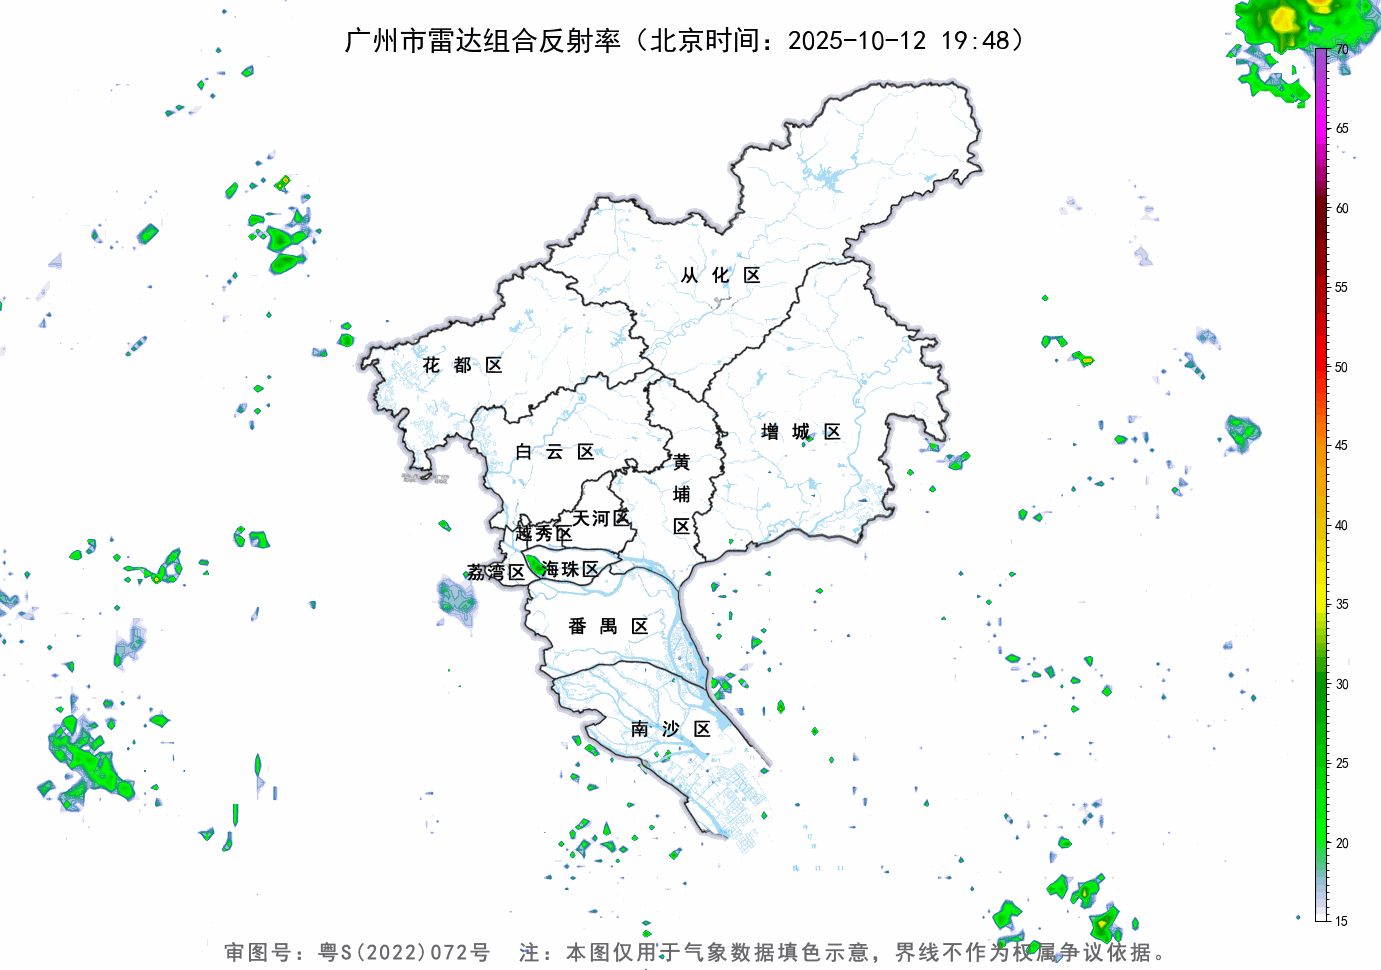 广州市雷达组合反射率（北京时间：2025-10-12 19:48）
70
65
60
55
50
45
40
35
30
25
20
15
从化区
花都区
增城区
白云区
黄埔区
天河区
越秀区
荔湾区
海珠区
番禺区
南沙区
审图号：粤S(2022)072号 注：本图仅用于气象数据填色示意，界线不作为权属争议依据。